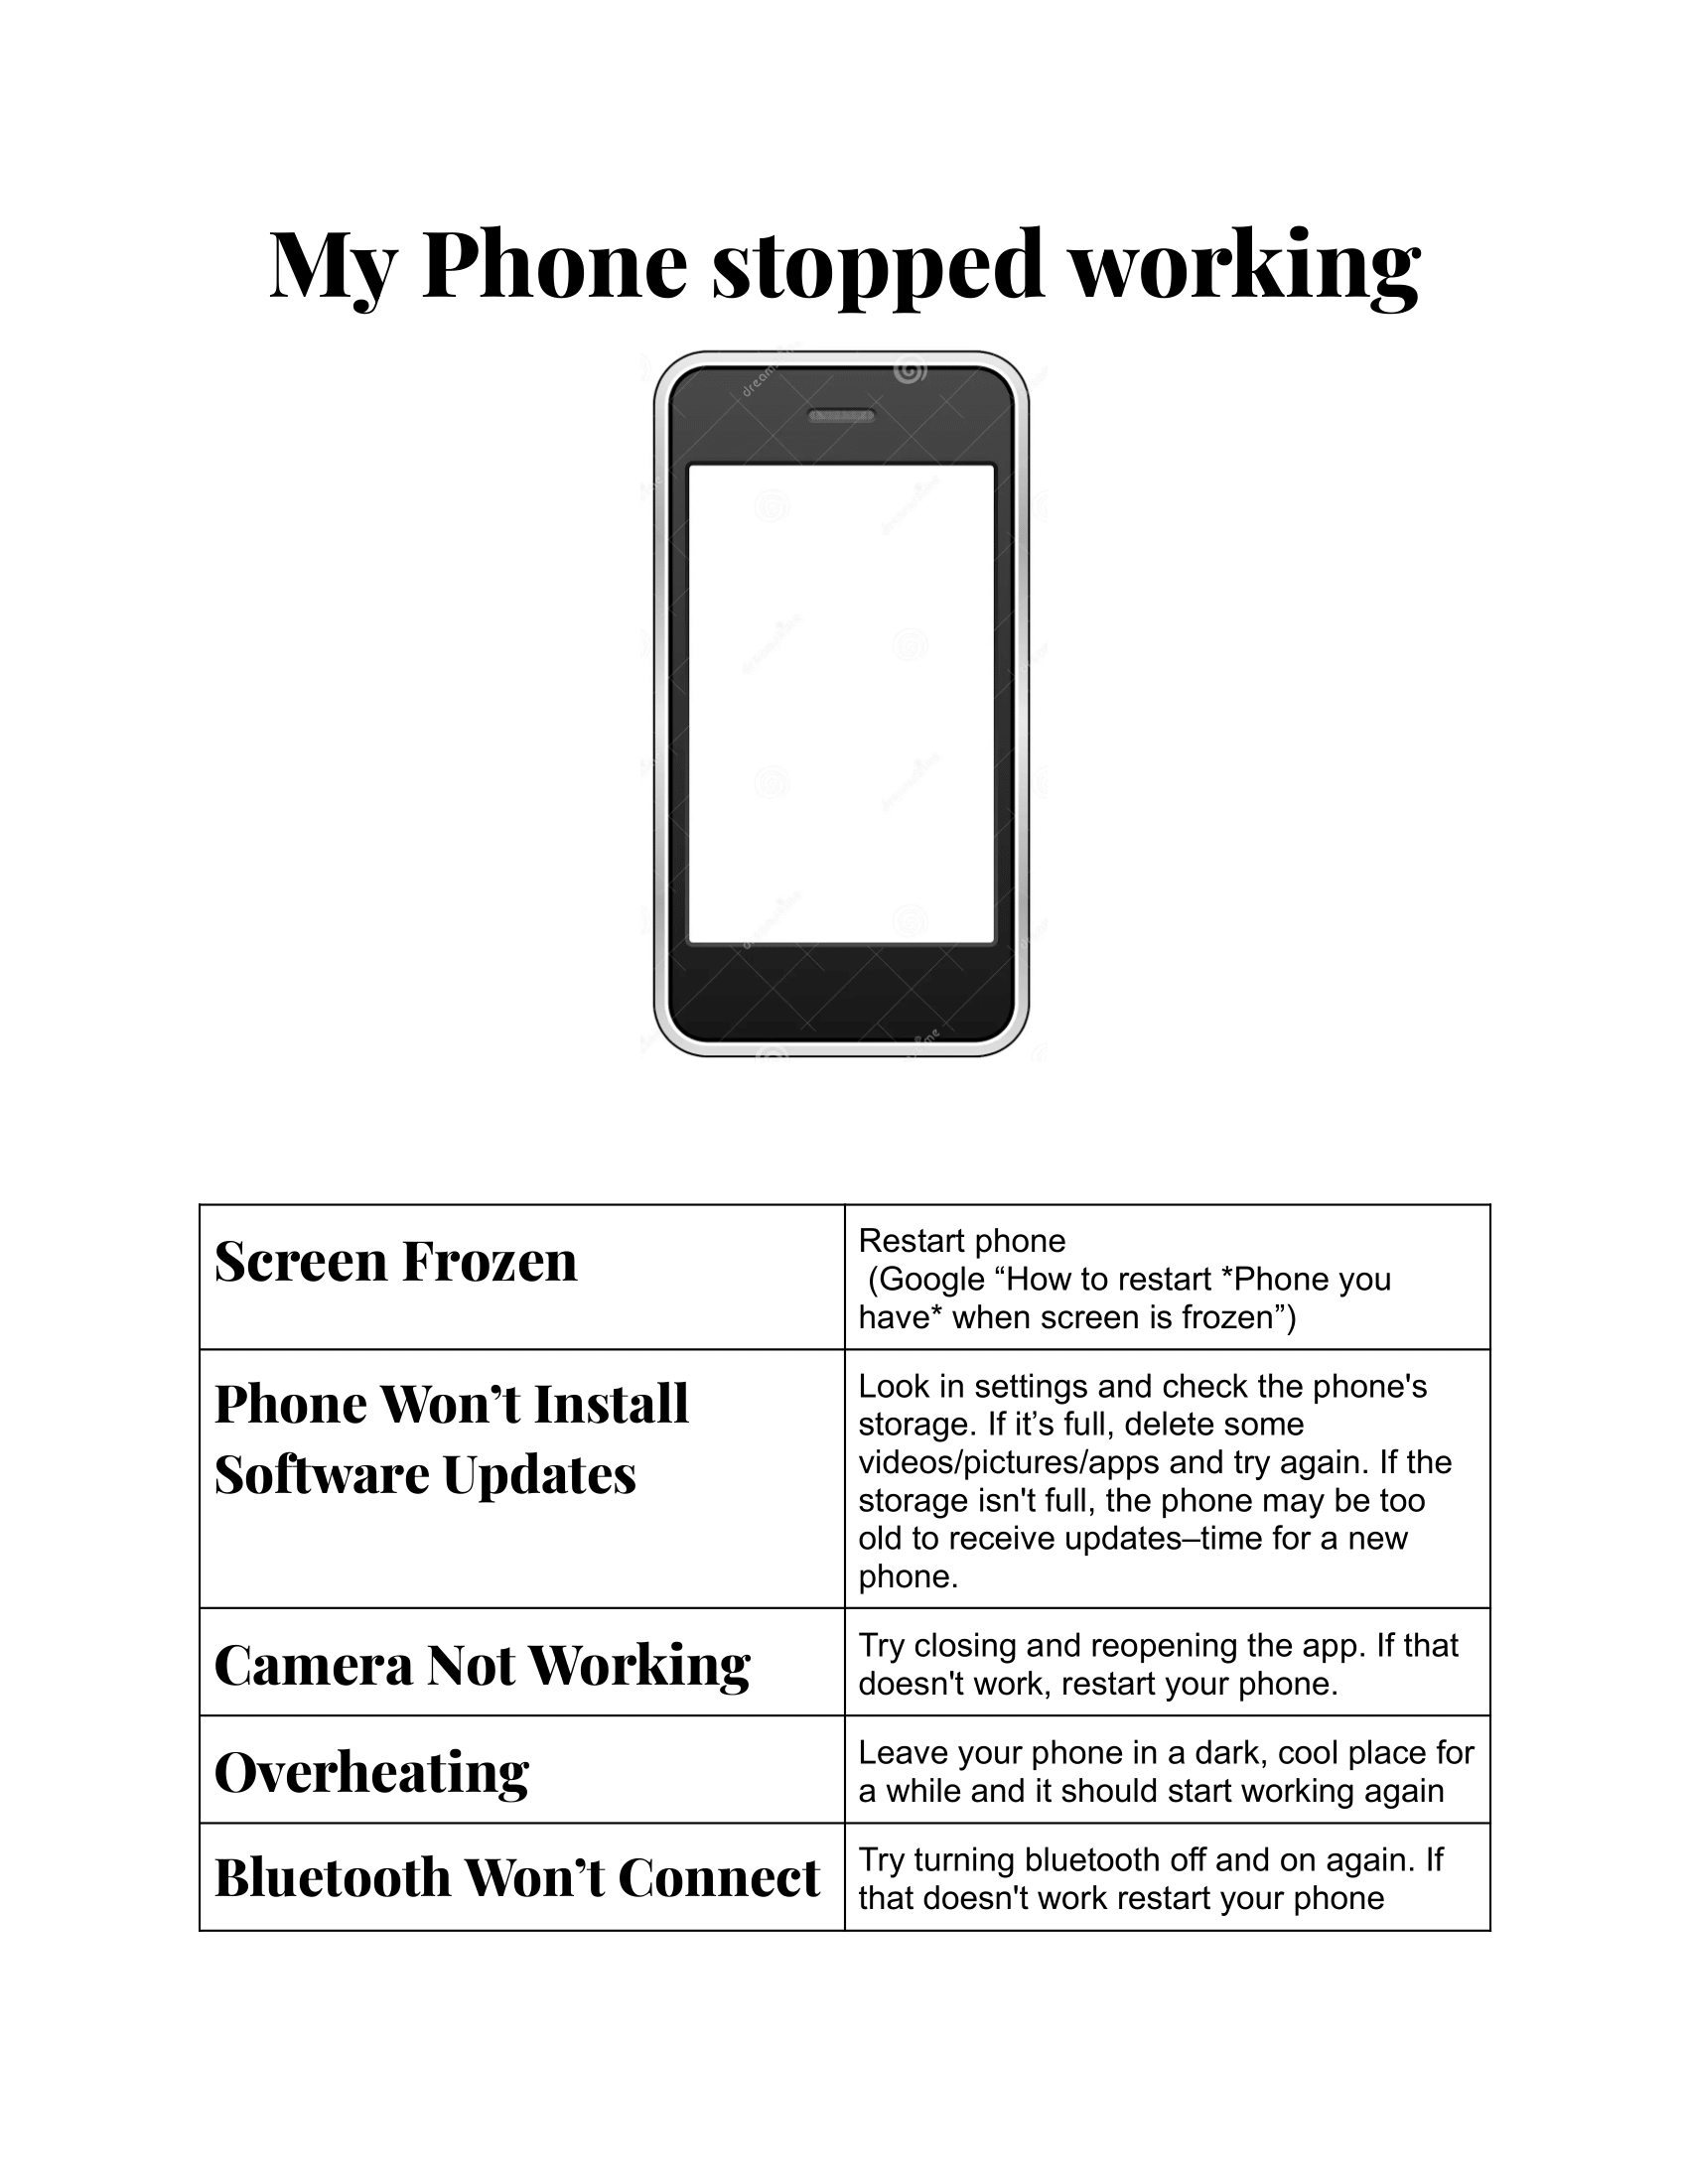 My Phone stopped working
dreamstime
Screen Frozen
Restart phone
(Google “How to restart *Phone you
have* when screen is frozen”)
Phone Won’t Install
Software Updates
Look in settings and check the phone's
storage. If it’s full, delete some
videos/pictures/apps and try again. If the
storage isn't full, the phone may be too
old to receive updates–time for a new
phone.
Camera Not Working
Try closing and reopening the app. If that
doesn't work, restart your phone.
Overheating
Leave your phone in a dark, cool place for
a while and it should start working again
Bluetooth Won’t Connect
Try turning bluetooth off and on again. If
that doesn't work restart your phone